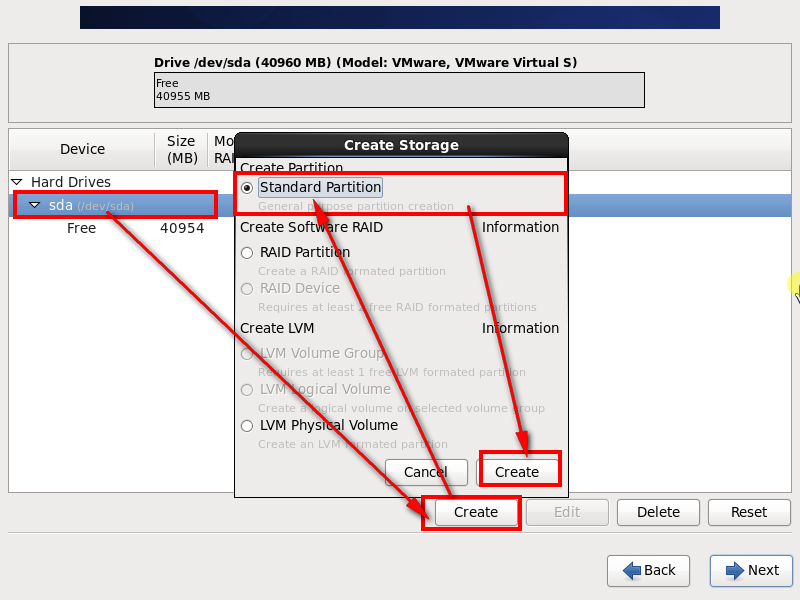 Drive /dev/sda (40960 MB) (Model: VMware, VMware Virtual S)
Free
40955 MB
Device
Size
(MB)
Mo
RAI
Hard Drives
sda (/dev/sda)
Free 40954
Create Storage
Create Partition
Standard Partition
General purpose partition creation
Create Software RAID Information
RAID Partition
Create a RAID formated partition
RAID Device
Requires at least 2 free RAID formated partitions
Create LVM Information
LVM Volume Group
Requires at least 1 free LVM formated partition
LVM Logical Volume
Create a logical volume on selected volume group
LVM Physical Volume
Create an LVM formated partition
Cancel Create
Create Edit Delete Reset
Back Next